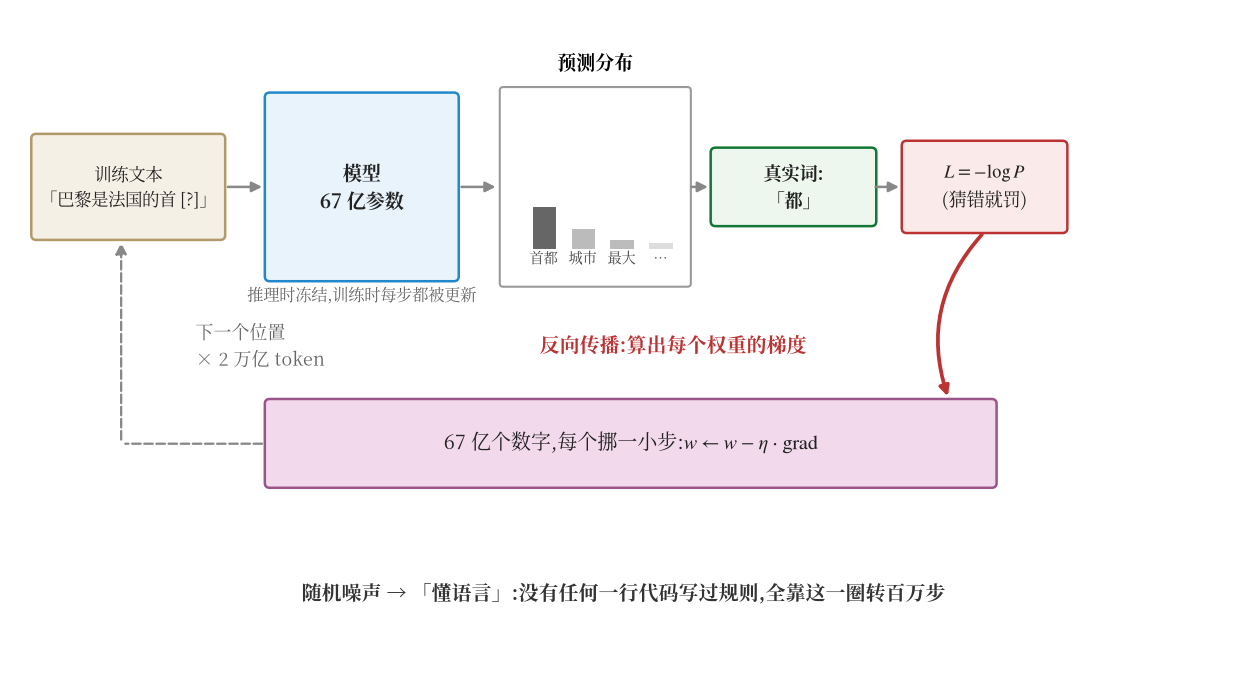 预测分布
训练文本
「巴黎是法国的首 [?]」
模型
67 亿参数
首都 城市 最大 …
真实词:
「都」
L = −log P
(猜错就罚)
推理时冻结,训练时每步都被更新
下一个位置
× 2 万亿 token
反向传播:算出每个权重的梯度
67 亿个数字,每个挪一小步:w ← w − η · grad
随机噪声 → 「懂语言」:没有任何一行代码写过规则,全靠这一圈转百万步